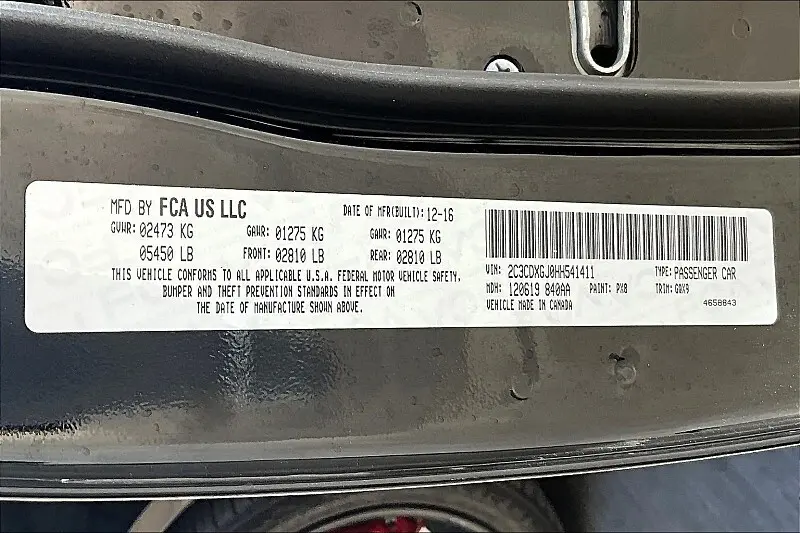 MFD BY FCA US LLC DATE OF MFR(BUILT): 12-16
GVWR: 02473 KG GAWR: 01275 KG GAWR: 01275 KG
05450 LB FRONT: 02810 LB REAR: 02810 LB
THIS VEHICLE CONFORMS TO ALL APPLICABLE U.S.A. FEDERAL MOTOR VEHICLE SAFETY,
BUMPER AND THEFT PREVENTION STANDARDS IN EFFECT ON
THE DATE OF MANUFACTURE SHOWN ABOVE.
VIN: 2C3CDXGJ0HH541411 TYPE: PASSENGER CAR
MDH: 120619 840AA PAINT: PX8 TRIM: GRX9
VEHICLE MADE IN CANADA 4658643